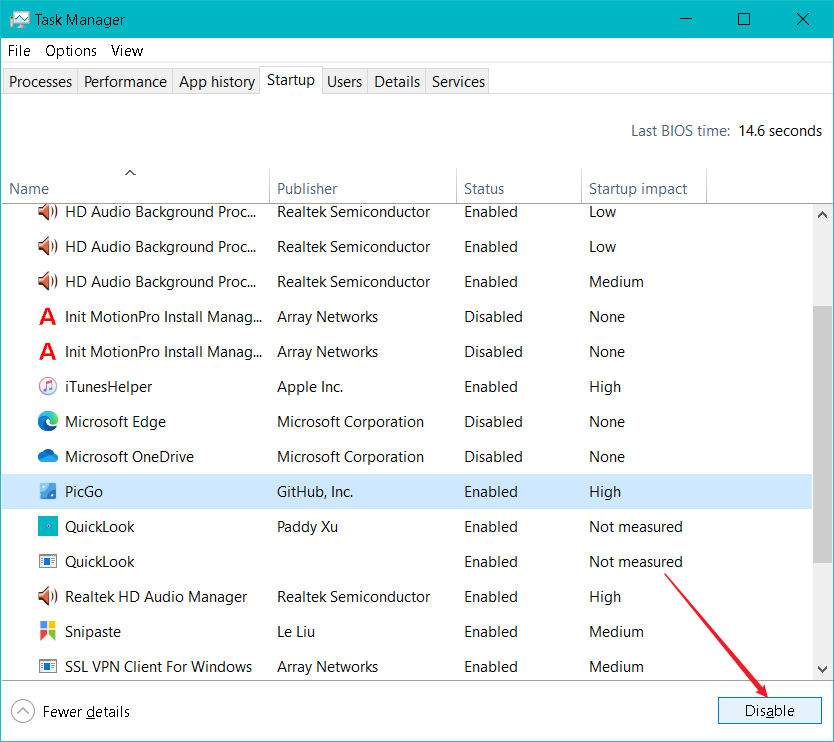 Task Manager
File Options View
Processes Performance App history Startup Users Details Services
Last BIOS time: 14.6 seconds
Name Publisher Status Startup impact
HD Audio Background Proc... Realtek Semiconductor Enabled Low
HD Audio Background Proc... Realtek Semiconductor Enabled Low
HD Audio Background Proc... Realtek Semiconductor Enabled Medium
Init MotionPro Install Manag... Array Networks Disabled None
Init MotionPro Install Manag... Array Networks Disabled None
iTunesHelper Apple Inc. Enabled High
Microsoft Edge Microsoft Corporation Disabled None
Microsoft OneDrive Microsoft Corporation Disabled None
PicGo GitHub, Inc. Enabled High
QuickLook Paddy Xu Enabled Not measured
QuickLook Enabled Not measured
Realtek HD Audio Manager Realtek Semiconductor Enabled High
Snipaste Le Liu Enabled Medium
SSL VPN Client For Windows Array Networks Enabled Medium
Fewer details Disable